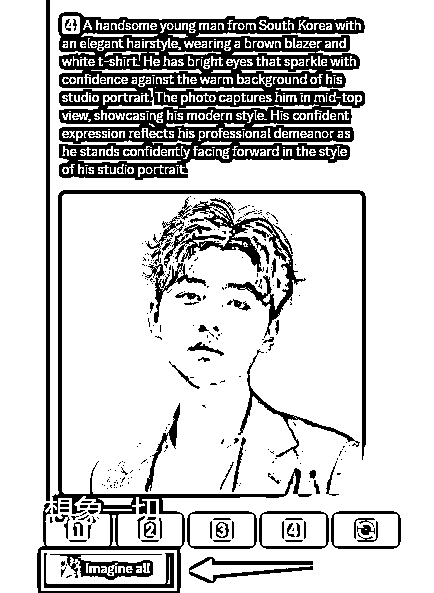 4 A handsome young man from South Korea with
an elegant hairstyle, wearing a brown blazer and
white t-shirt. He has bright eyes that sparkle with
confidence against the warm background of his
studio portrait. The photo captures him in mid-top
view, showcasing his modern style. His confident
expression reflects his professional demeanor as
he stands confidently facing forward in the style
of his studio portrait.
想象一切
1 2 3 4
Imagine all